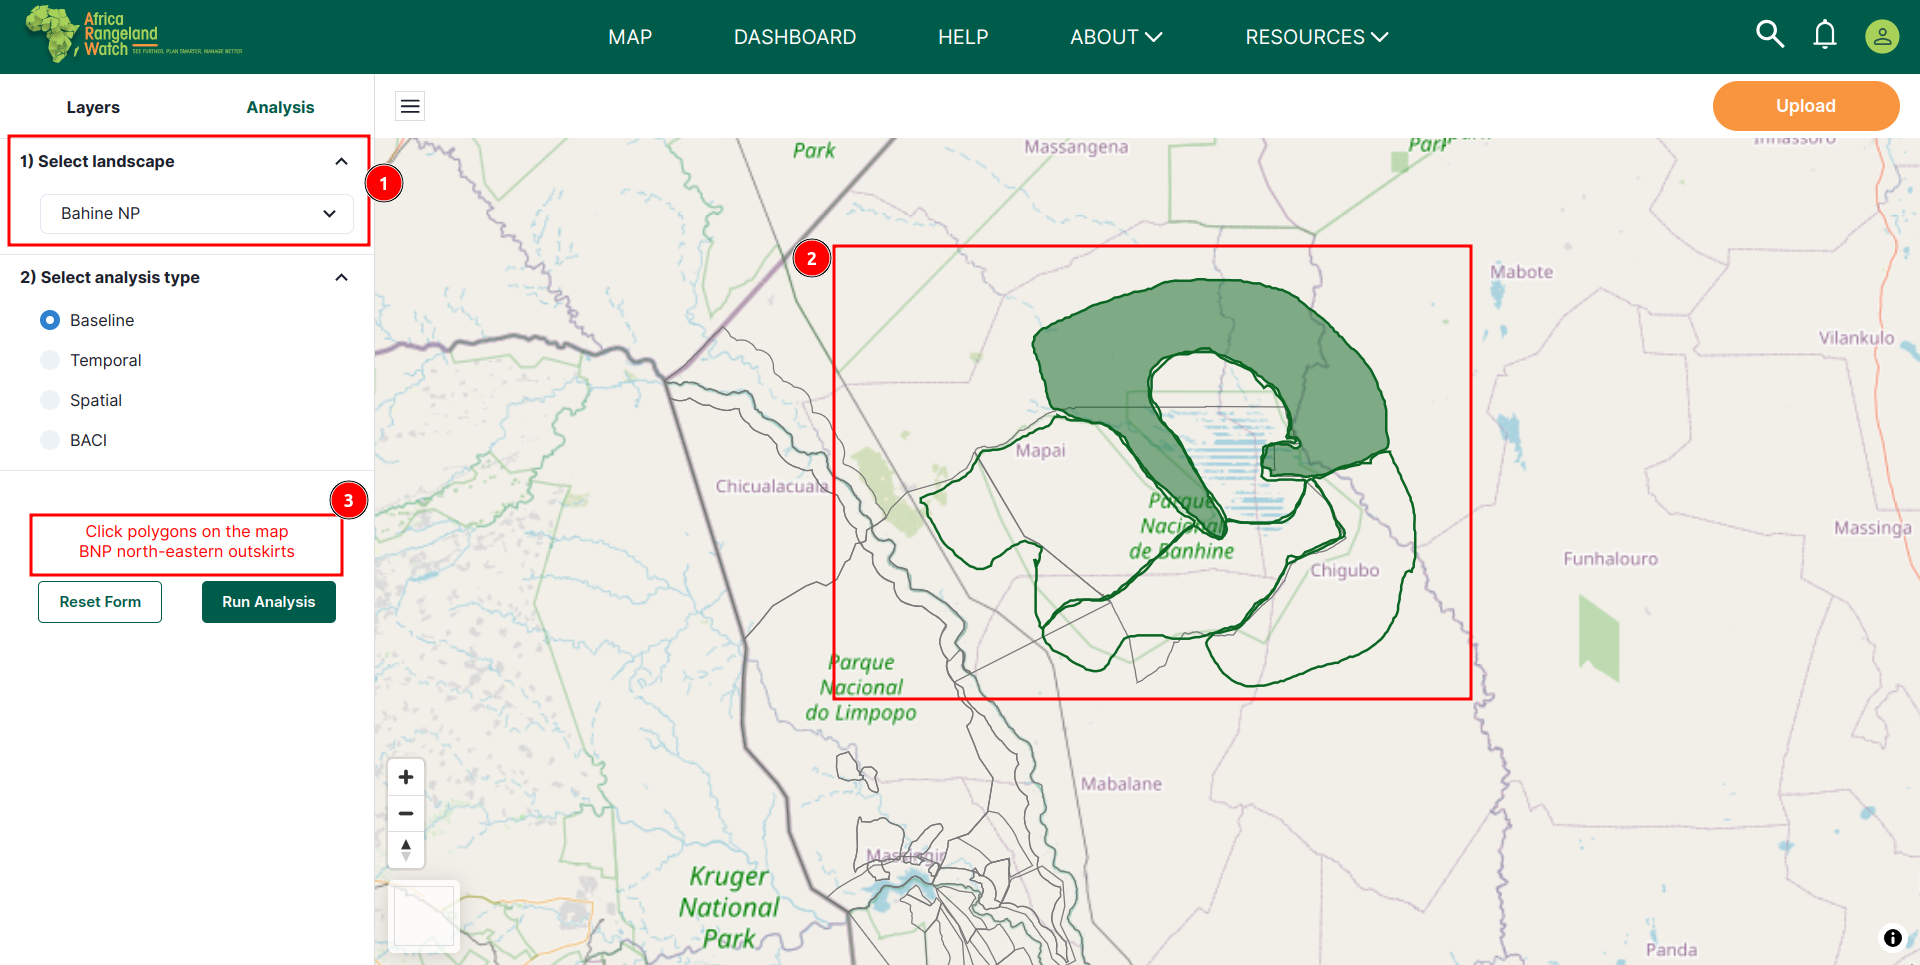 Africa
Rangeland
Watch
SEE FURTHER, PLAN SMARTER, MANAGE BETTER
MAP
DASHBOARD
HELP
ABOUT
RESOURCES
Layers
Analysis
Upload
1) Select landscape
1
Bahine NP
2) Select analysis type
Baseline
Temporal
Spatial
BACI
3
Click polygons on the map
BNP north-eastern outskirts
Reset Form
Run Analysis
Park
Massangena
Park
Inhassoro
2
Mabote
Vilankulo
Mapai
Chicualacuala
Parque
Nacional
de Banhine
Massinga
Funhalouro
Chigubo
Parque
Nacional
do Limpopo
Mabalane
Massingir
Kruger
National
Park
Panda